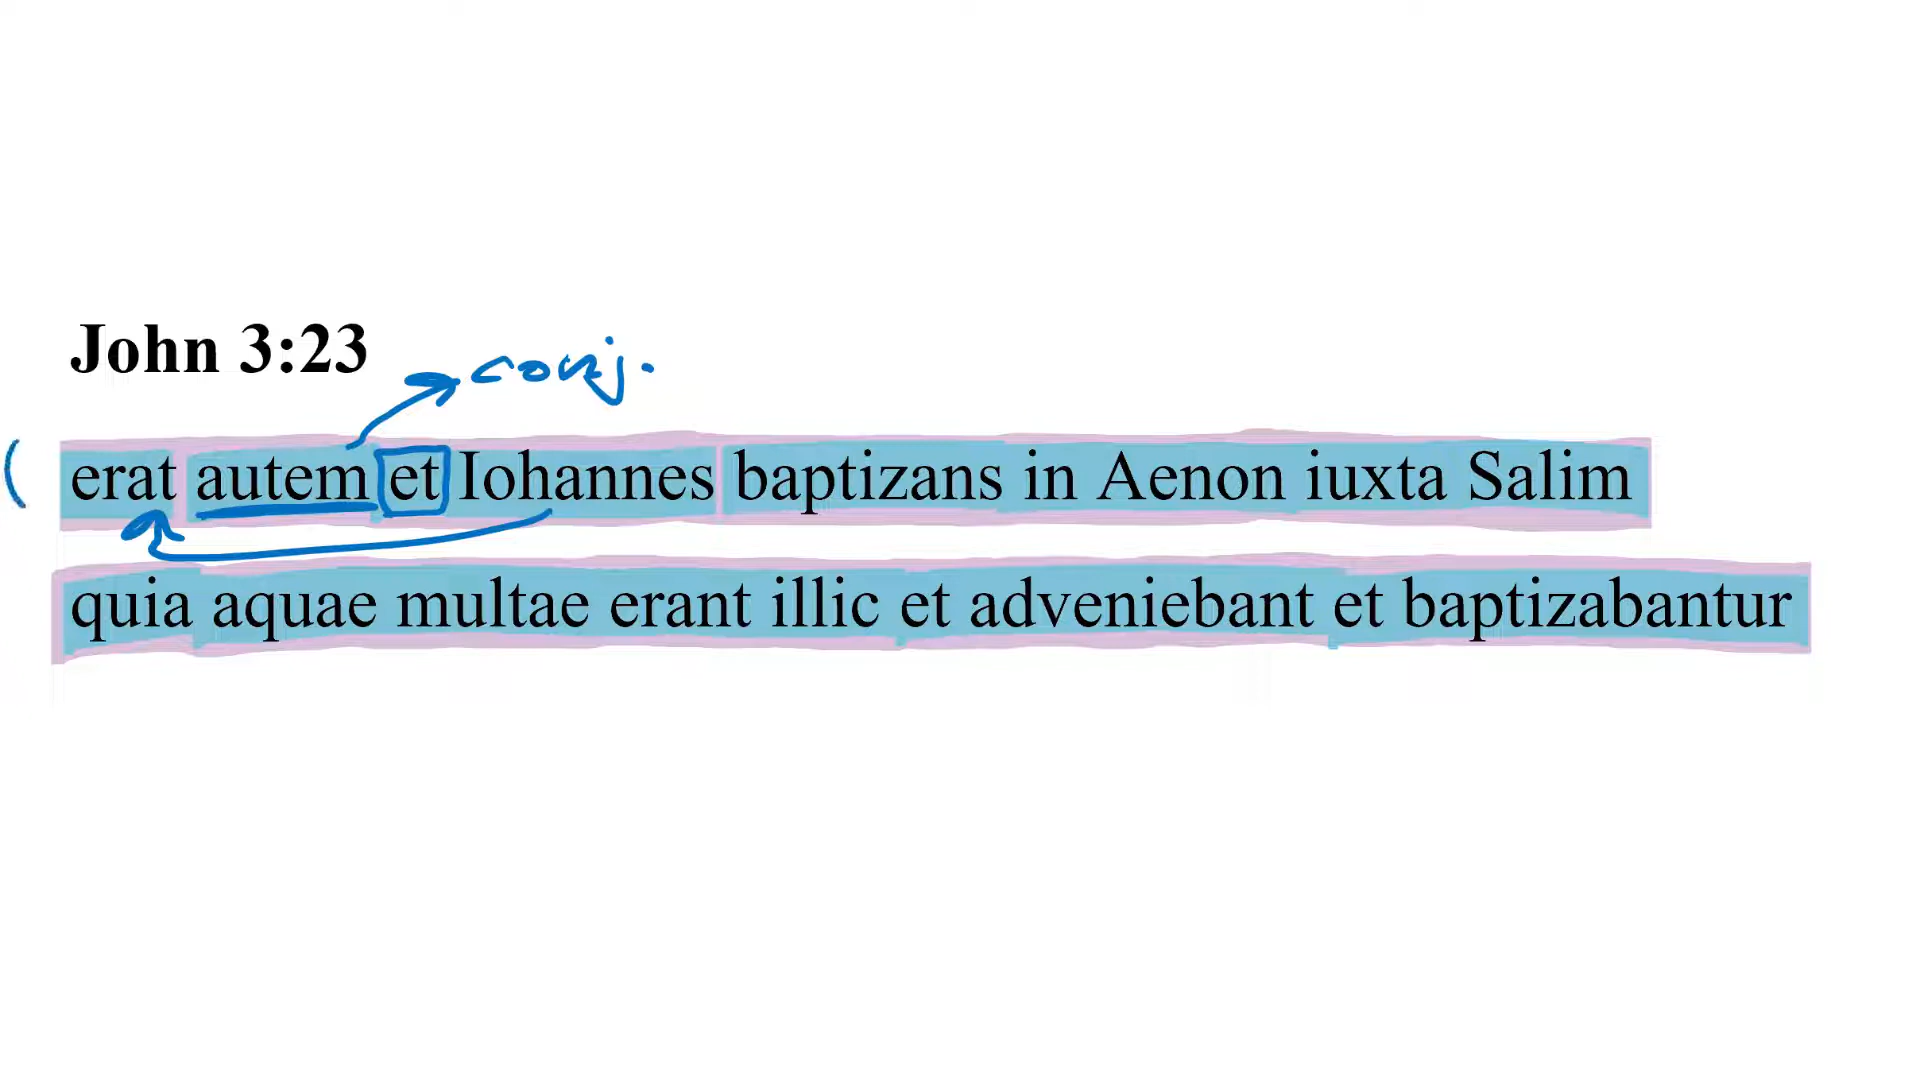 John 3:23
conj.
( erat autem et Iohannes baptizans in Aenon iuxta Salim
quia aquae multae erant illic et adveniebant et baptizabantur